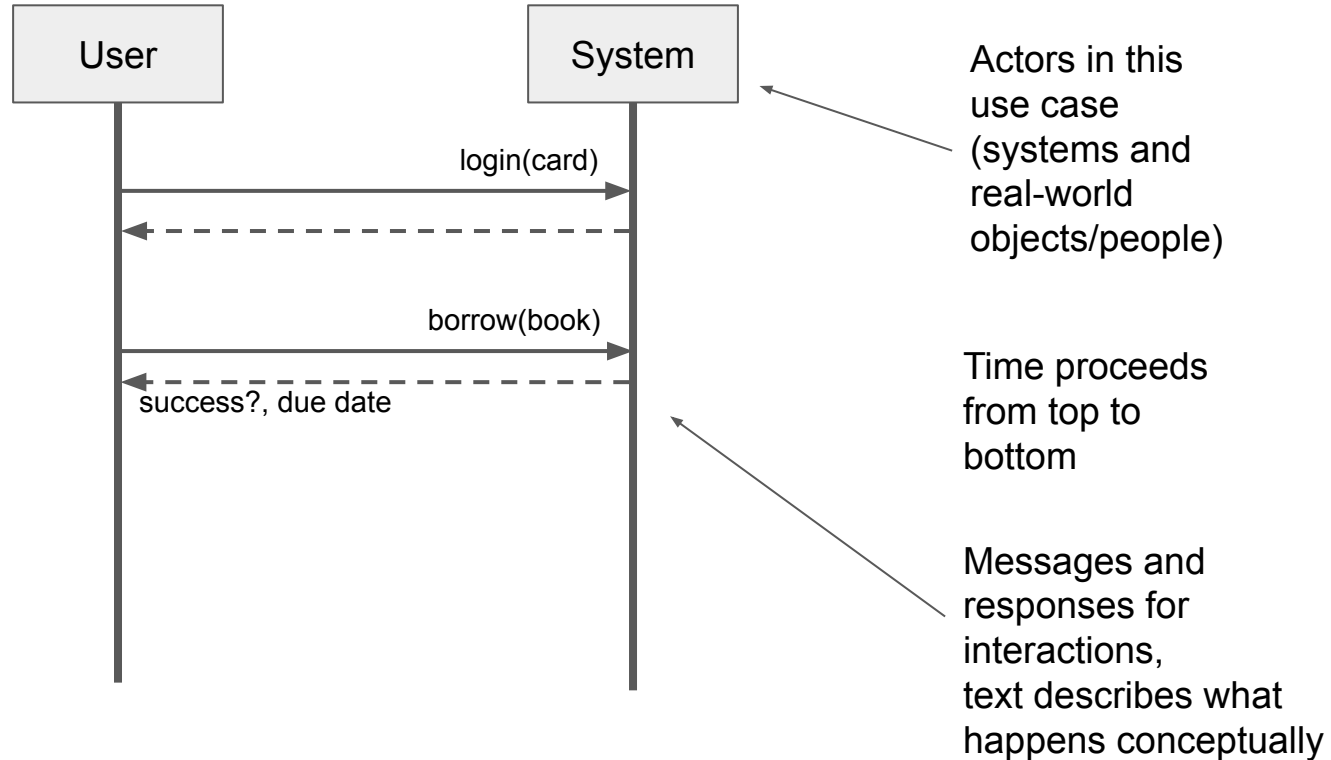 User
System
login(card)
borrow(book)
success?, due date
Actors in this
use case
(systems and
real-world
objects/people)
Time proceeds
from top to
bottom
Messages and
responses for
interactions,
text describes what
happens conceptually